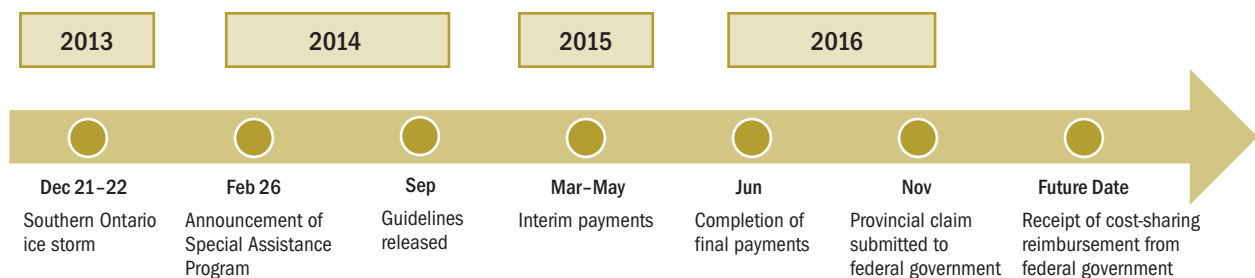 2013
2014
2015
2016
Dec 21–22
Southern Ontario
ice storm
Feb 26
Announcement of
Special Assistance
Program
Sep
Guidelines
released
Mar–May
Interim payments
Jun
Completion of
final payments
Nov
Provincial claim
submitted to
federal government
Future Date
Receipt of cost-sharing
reimbursement from
federal government